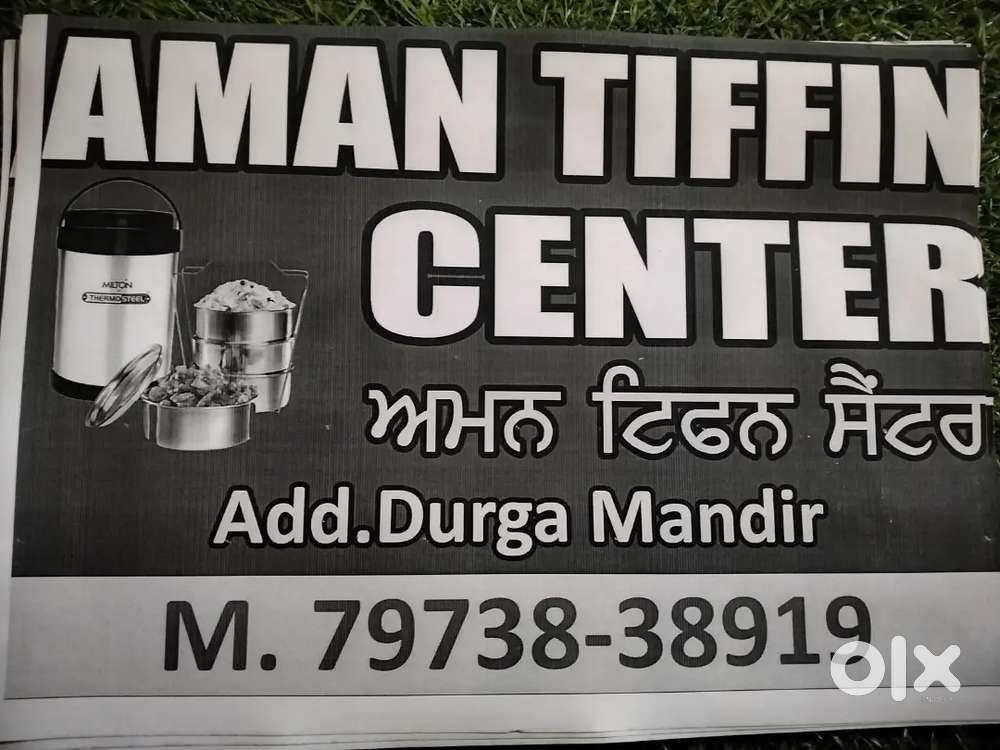 AMAN TIFFIN
CENTER
MILTON
THERMOSTEEL
ਅਮਨ ਟਿਫਨ ਸੈਂਟਰ
Add.Durga Mandir
M. 79738-38919
olx